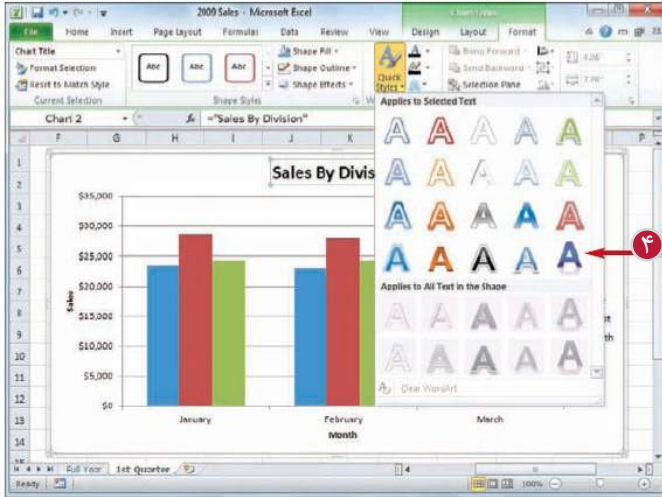 2009 Sales - Microsoft Excel
File Home Insert Page Layout Formulas Data Review View Design Layout Format
Chart Title
Format Selection
Reset to Match Style
Current Selection
Abc Abc Abc
Shape Styles
Shape Fill
Shape Outline
Shape Effects
Quick Styles
Bring Forward
Send Backward
Selection Pane
Chart 2 fx ="Sales By Division"
Applies to Selected Text
F G H I J K P
1
2
3
4
5
6
7
8
9
10
11
12
13
14
Sales By Divis
$35,000
$30,000
$25,000
$20,000
$15,000
$10,000
$5,000
$0
Sales
January February March
Month
۴
Applies to All Text in the Shape
Clear WordArt
Full Year 1st Quarter
Ready 100%